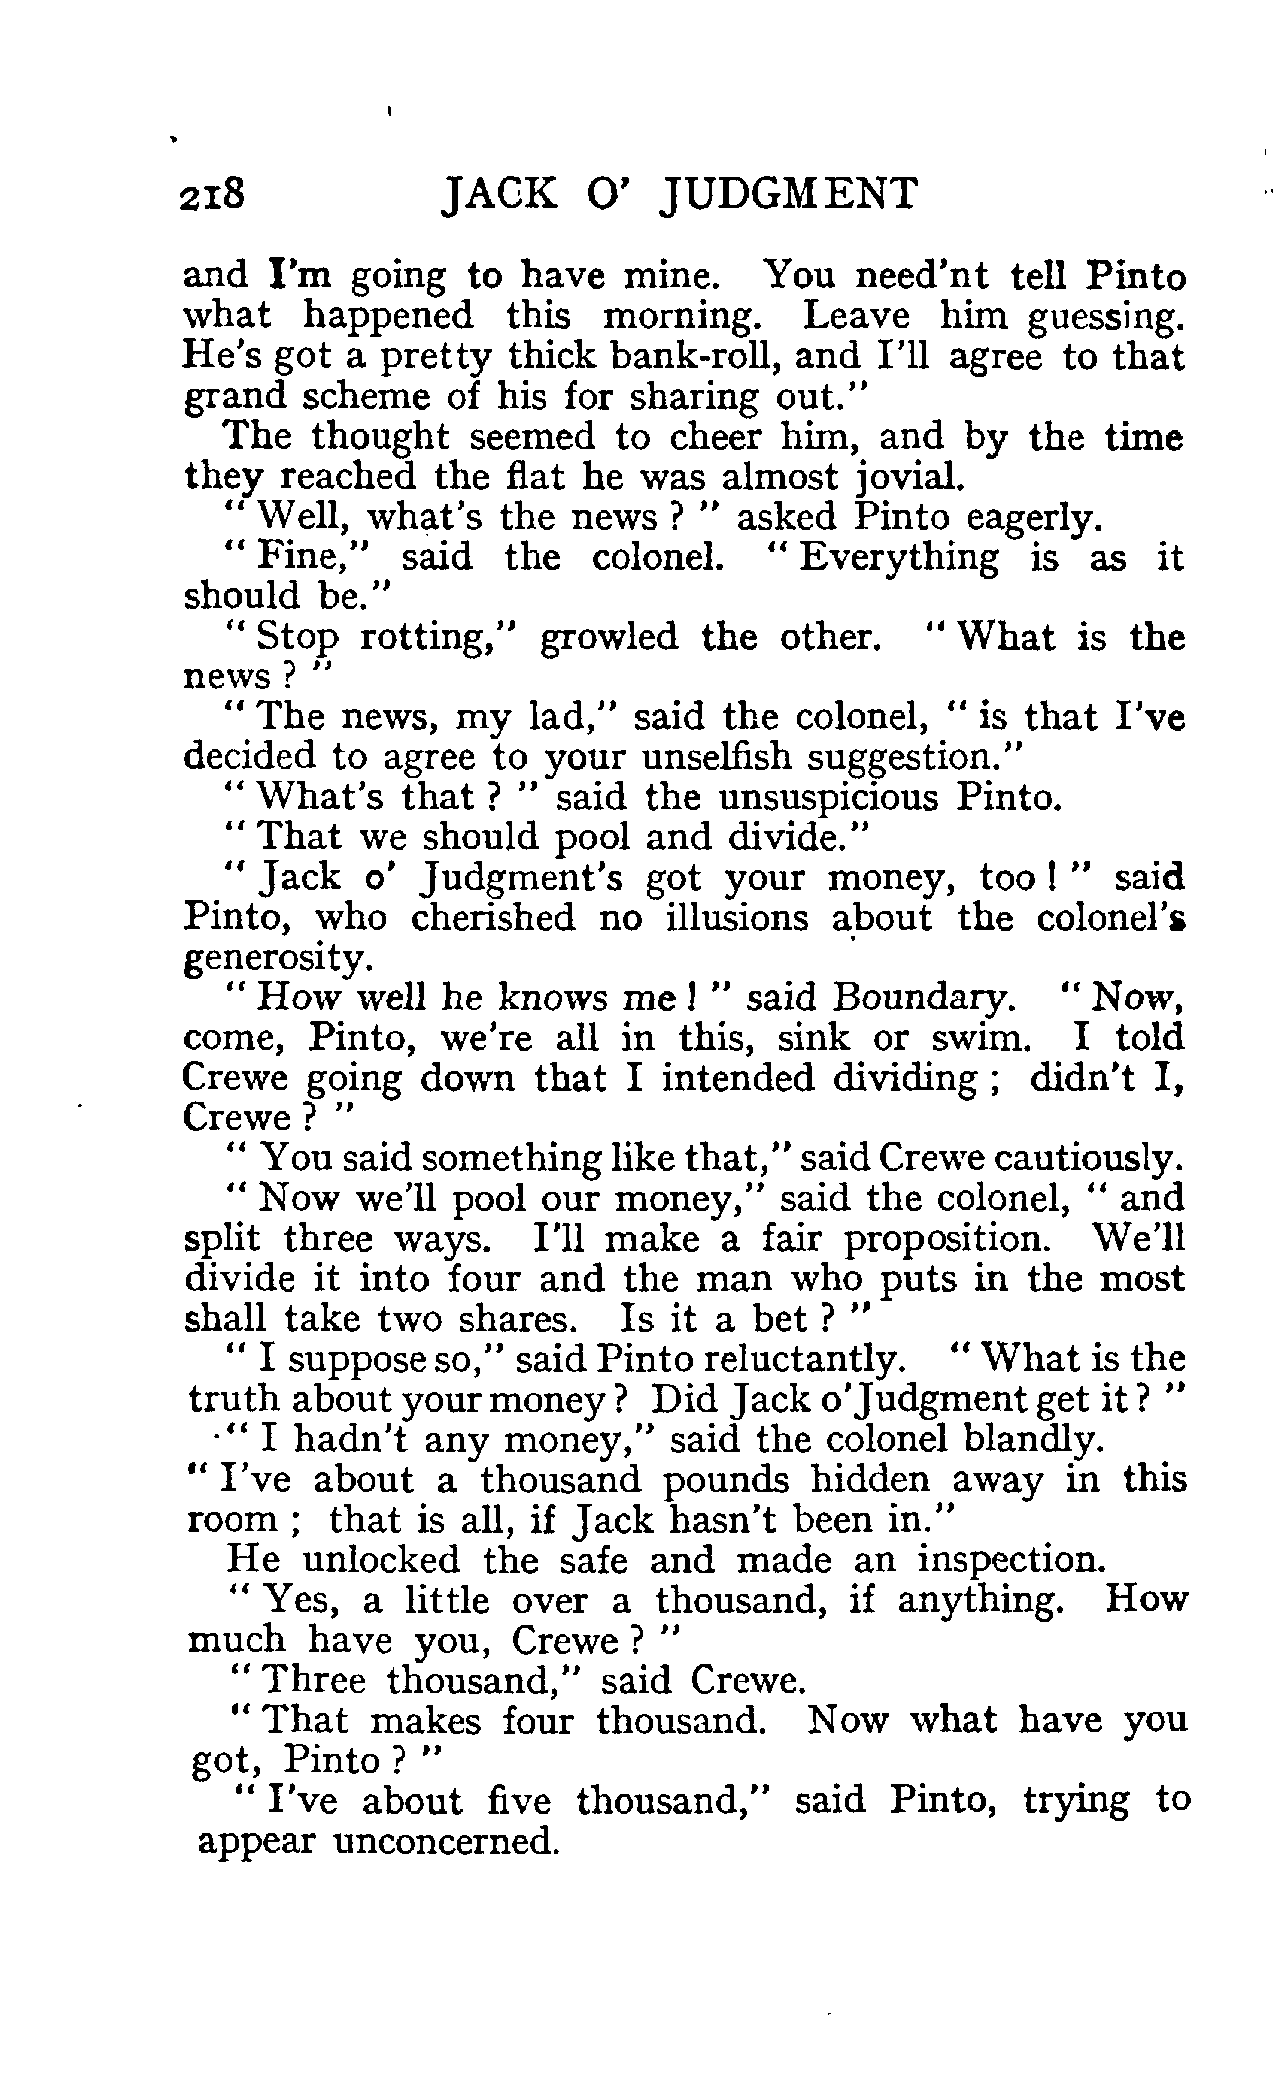 218 JACK O' JUDGMENT
and I'm going to have mine. You need'nt tell Pinto
what happened this morning. Leave him guessing.
He's got a pretty thick bank-roll, and I'll agree to that
grand scheme of his for sharing out."
The thought seemed to cheer him, and by the time
they reached the flat he was almost jovial.
" Well, what's the news ? " asked Pinto eagerly.
" Fine," said the colonel. " Everything is as it
should be."
" Stop rotting," growled the other. " What is the
news ? "
" The news, my lad," said the colonel, " is that I've
decided to agree to your unselfish suggestion."
" What's that ? " said the unsuspicious Pinto.
" That we should pool and divide."
" Jack o' Judgment's got your money, too ! " said
Pinto, who cherished no illusions about the colonel's
generosity.
" How well he knows me ! " said Boundary. " Now,
come, Pinto, we're all in this, sink or swim. I told
Crewe going down that I intended dividing ; didn't I,
Crewe ? "
" You said something like that," said Crewe cautiously.
" Now we'll pool our money," said the colonel, " and
split three ways. I'll make a fair proposition. We'll
divide it into four and the man who puts in the most
shall take two shares. Is it a bet ? "
" I suppose so," said Pinto reluctantly. " What is the
truth about your money ? Did Jack o'Judgment get it ? "
" I hadn't any money," said the colonel blandly.
" I've about a thousand pounds hidden away in this
room ; that is all, if Jack hasn't been in."
He unlocked the safe and made an inspection.
" Yes, a little over a thousand, if anything. How
much have you, Crewe ? "
" Three thousand," said Crewe.
" That makes four thousand. Now what have you
got, Pinto ? "
" I've about five thousand," said Pinto, trying to
appear unconcerned.